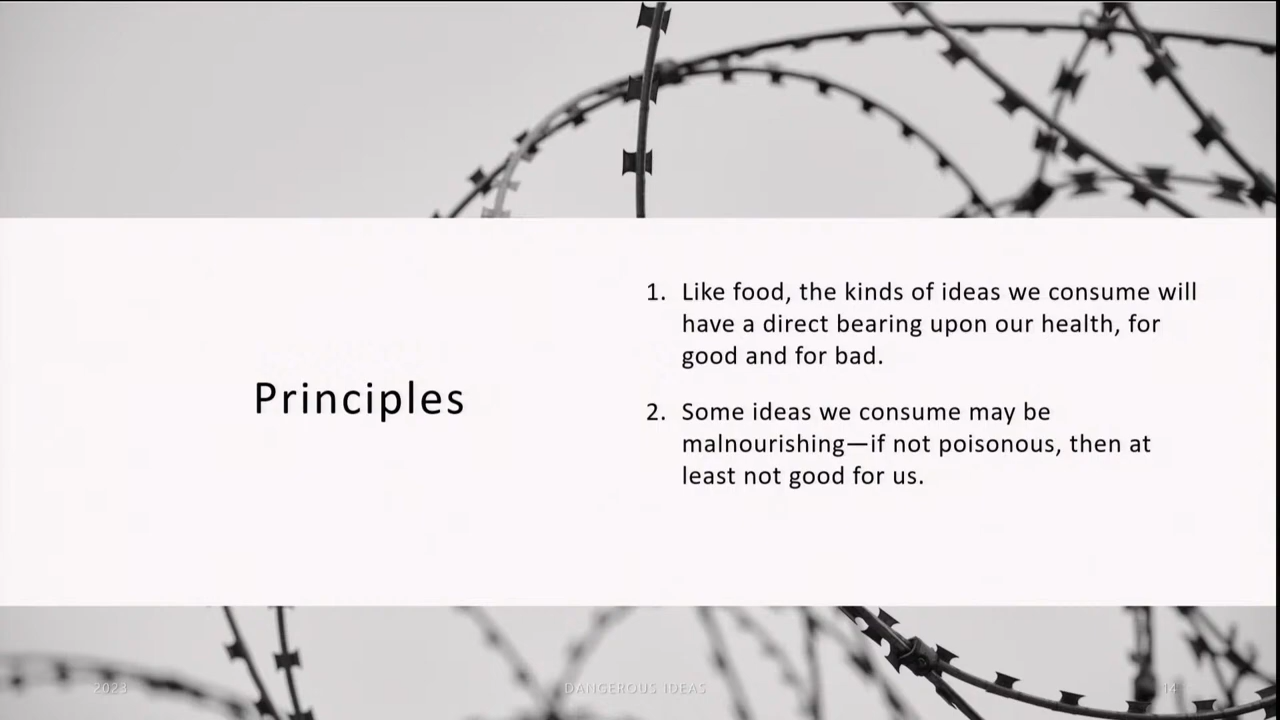 Principles
1. Like food, the kinds of ideas we consume will
have a direct bearing upon our health, for
good and for bad.
2. Some ideas we consume may be
malnourishing—if not poisonous, then at
least not good for us.
2023
DANGEROUS IDEAS
14